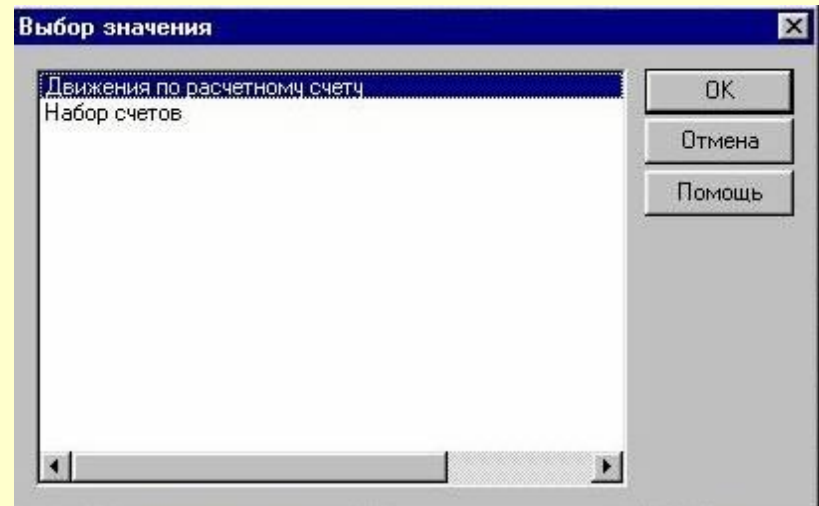 Выбор значения
Движения по расчетному счету
Набор счетов
OK
Отмена
Помощь